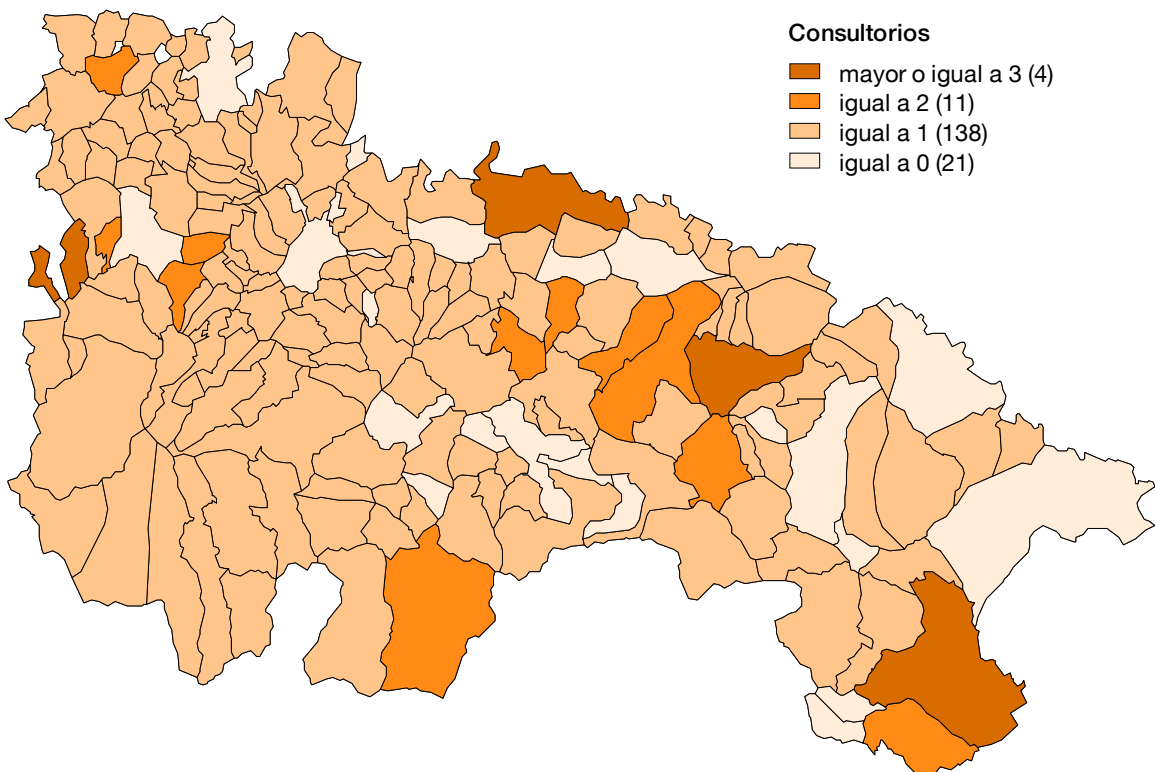 Consultorios
mayor o igual a 3 (4)
igual a 2 (11)
igual a 1 (138)
igual a 0 (21)